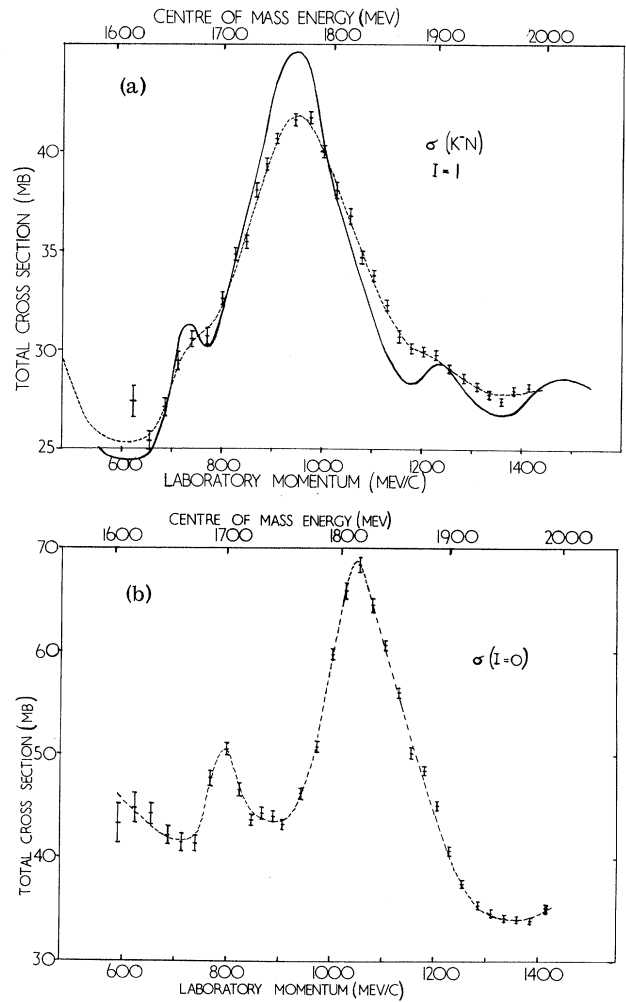 CENTRE OF MASS ENERGY (MEV)
1600 1700 1800 1900 2000
(a)
σ (K⁻N)
I = 1
TOTAL CROSS SECTION (MB)
40
35
30
25
600 800 1000 1200 1400
LABORATORY MOMENTUM (MEV/C)
CENTRE OF MASS ENERGY (MEV)
1600 1700 1800 1900 2000
(b)
σ (I=O)
TOTAL CROSS SECTION (MB)
70
60
50
40
30
600 800 1000 1200 1400
LABORATORY MOMENTUM (MEV/C)